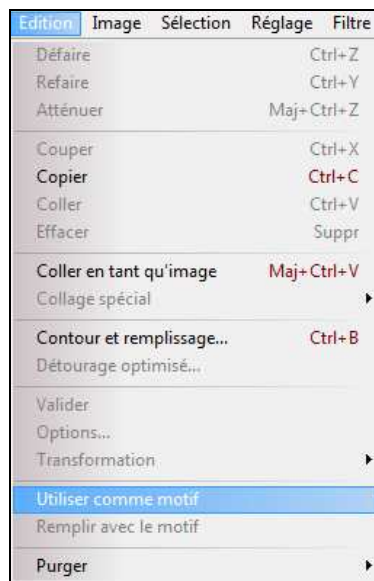 Edition Image Sélection Réglage Filtre
Défaire Ctrl+Z
Refaire Ctrl+Y
Atténuer Maj+Ctrl+Z
Couper Ctrl+X
Copier Ctrl+C
Coller Ctrl+V
Effacer Suppr
Coller en tant qu'image Maj+Ctrl+V
Collage spécial
Contour et remplissage... Ctrl+B
Détourage optimisé...
Valider
Options...
Transformation
Utiliser comme motif
Remplir avec le motif
Purger